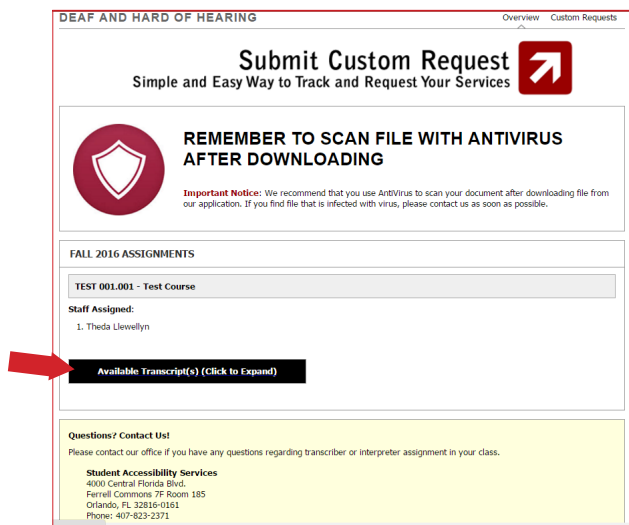 DEAF AND HARD OF HEARING
Overview Custom Requests
Submit Custom Request
Simple and Easy Way to Track and Request Your Services
REMEMBER TO SCAN FILE WITH ANTIVIRUS
AFTER DOWNLOADING
Important Notice: We recommend that you use AntiVirus to scan your document after downloading file from
our application. If you find file that is infected with virus, please contact us as soon as possible.
FALL 2016 ASSIGNMENTS
TEST 001.001 - Test Course
Staff Assigned:
1. Theda Llewellyn
Available Transcript(s) (Click to Expand)
Questions? Contact Us!
Please contact our office if you have any questions regarding transcriber or interpreter assignment in your class.
Student Accessibility Services
4000 Central Florida Blvd.
Ferrell Commons 7F Room 185
Orlando, FL 32816-0161
Phone: 407-823-2371